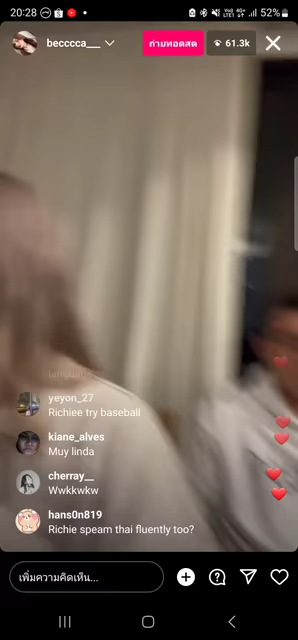 20:28
52%
becccca___
ถ่ายทอดสด
61.3k
yeyon_27
Richiee try baseball
kiane_alves
Muy linda
cherray__
Wwkkwkw
hans0n819
Richie speam thai fluently too?
เพิ่มความคิดเห็น...